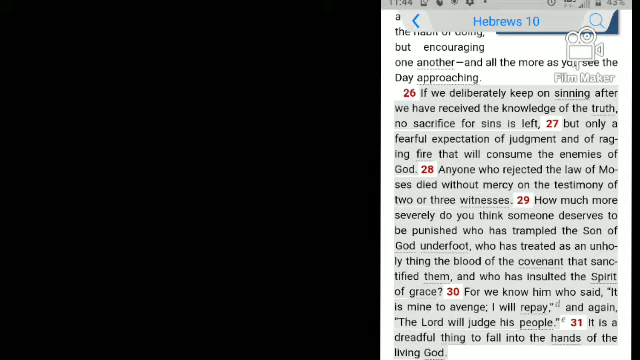 11:44
43%
Hebrews 10
a
the habit of doing,
but encouraging
one another—and all the more as you see the
Day approaching.
Film Maker
26 If we deliberately keep on sinning after
we have received the knowledge of the truth,
no sacrifice for sins is left, 27 but only a
fearful expectation of judgment and of rag-
ing fire that will consume the enemies of
God. 28 Anyone who rejected the law of Mo-
ses died without mercy on the testimony of
two or three witnesses. 29 How much more
severely do you think someone deserves to
be punished who has trampled the Son of
God underfoot, who has treated as an unho-
ly thing the blood of the covenant that sanc-
tified them, and who has insulted the Spirit
of grace? 30 For we know him who said, “It
is mine to avenge; I will repay,”d and again,
“The Lord will judge his people.”e 31 It is a
dreadful thing to fall into the hands of the
living God.